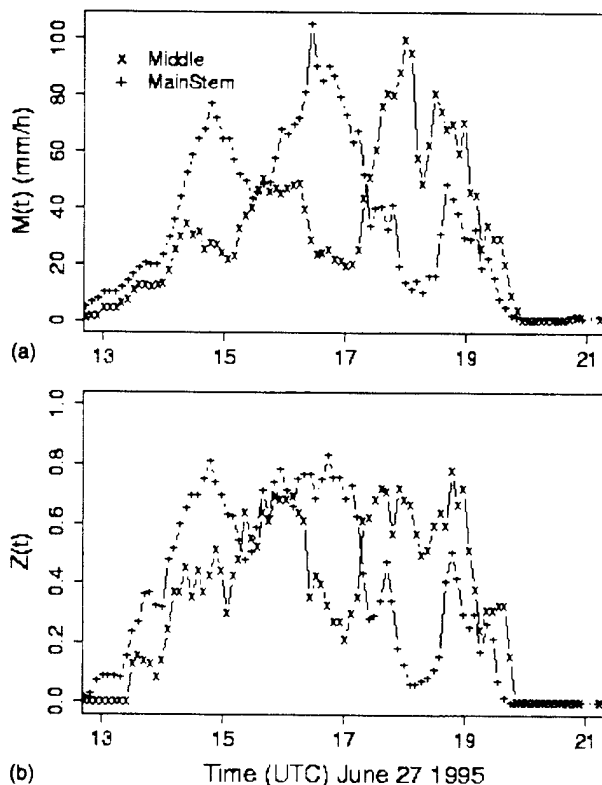 M(t) (mm/h)
0 20 40 60 80 100
x Middle
+ MainStem
13 15 17 19 21
(a)
Z(t)
0.0 0.2 0.4 0.6 0.8 1.0
13 15 17 19 21
(b)
Time (UTC) June 27 1995